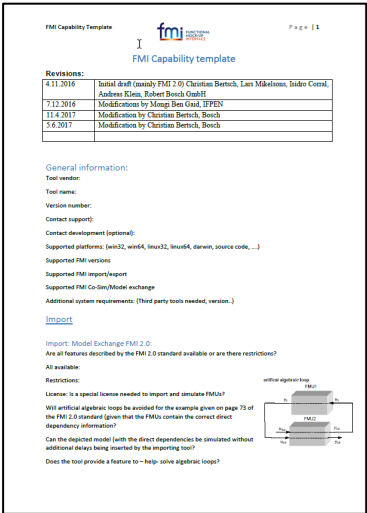 FMI Capability Template
P a g e | 1
fmi FUNCTIONAL MOCK-UP INTERFACE
FMI Capability template
Revisions:
4.11.2016 Initial draft (mainly FMI 2.0) Christian Bertsch, Lars Mikelsons, Isidro Corral,
Andreas Klein, Robert Bosch GmbH
7.12.2016 Modifications by Mongi Ben Gaid, IFPEN
11.4.2017 Modification by Christian Bertsch, Bosch
5.6.2017 Modification by Christian Bertsch, Bosch
General information:
Tool vendor:
Tool name:
Version number:
Contact support):
Contact development (optional):
Supported platforms: (win32, win64, linux32, linux64, darwin, source code, ....)
Supported FMI versions
Supported FMI import/export
Supported FMI Co-Sim/Model exchange
Additional system requirements: (Third party tools needed, version..)
Import
Import: Model Exchange FMI 2.0:
Are all features described by the FMI 2.0 standard available or are there restrictions?
All available:
Restrictions:
License: Is a special license needed to import and simulate FMUs?
Will artificial algebraic loops be avoided for the example given on page 73 of
the FMI 2.0 standard (given that the FMUs contain the correct direct
dependency information?
Can the depicted model (with the direct dependencies be simulated without
additional delays being inserted by the importing tool?
Does the tool provide a feature to – help- solve algebraic loops?
artificial algebraic loop
FMU1
FMU2